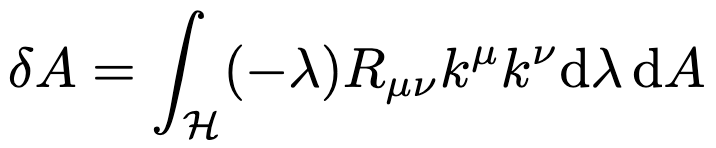 δA = ∫_ℋ (−λ)R_{μν}k^μ k^ν dλ dA